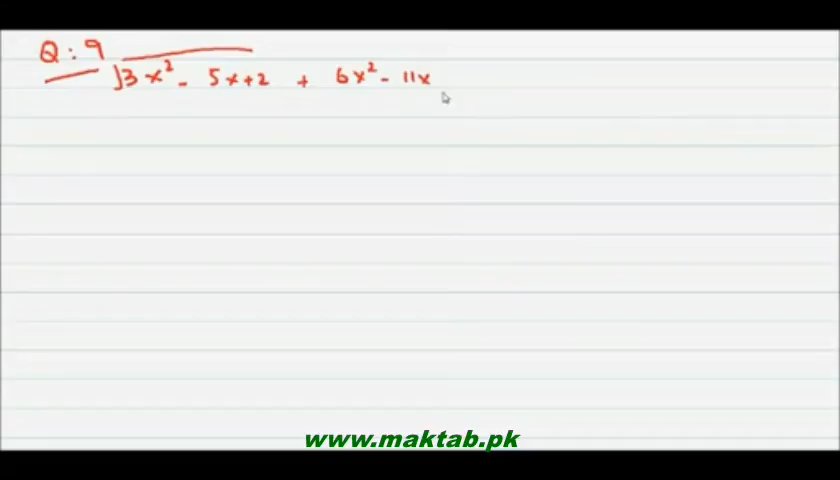 Q : 9
√3x² - 5x+2 + 6x² - 11x
www.maktab.pk